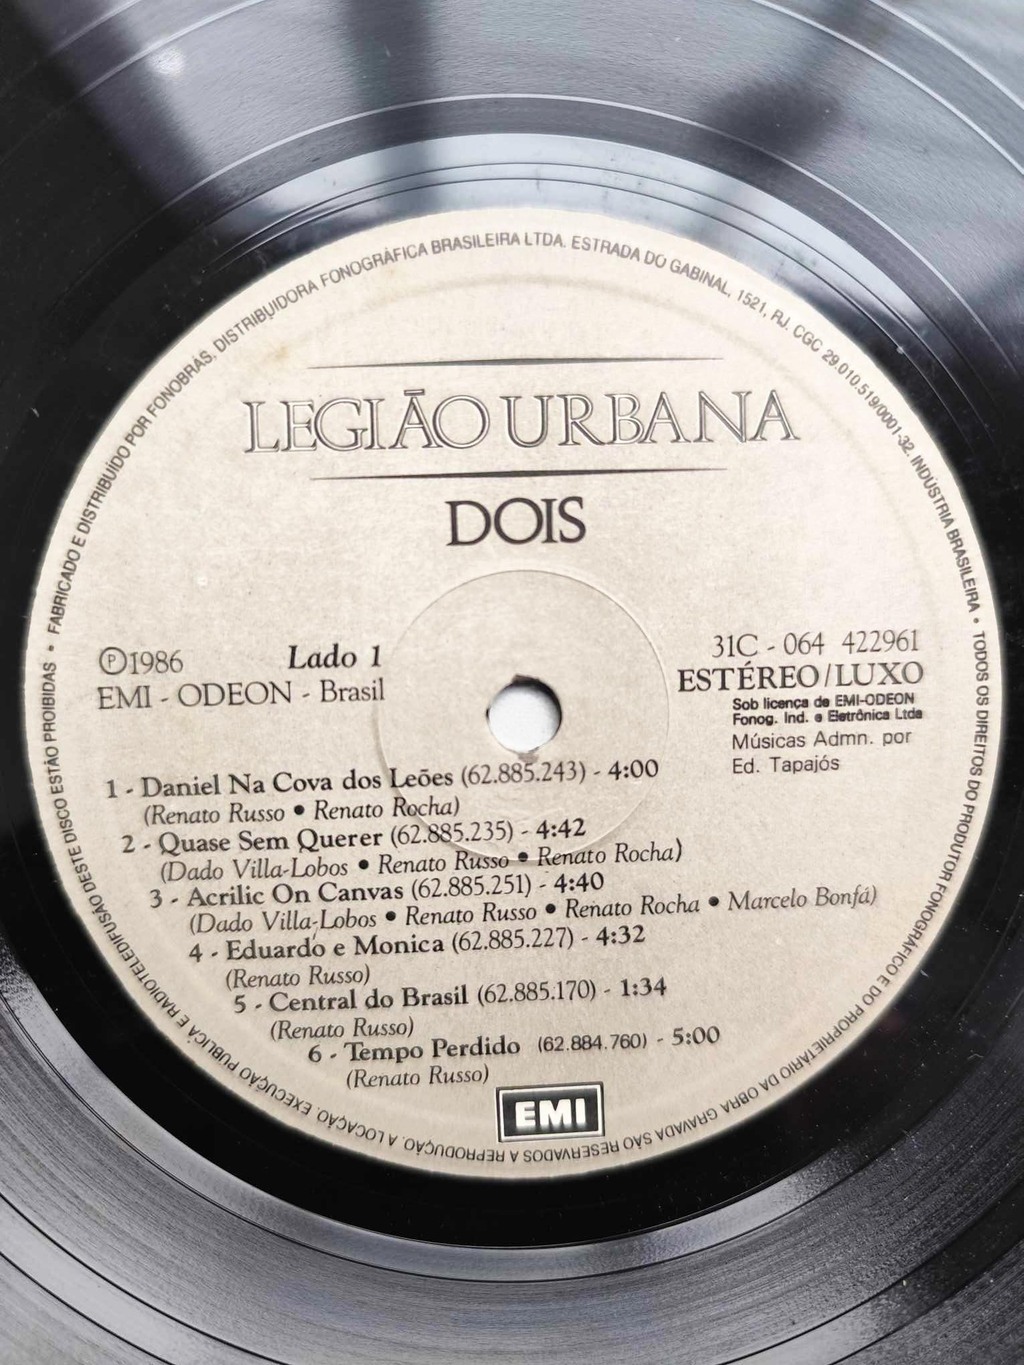 FABRICADO E DISTRIBUÍDO POR FONOBRÁS, DISTRIBUIDORA FONOGRÁFICA BRASILEIRA LTDA. ESTRADA DO GABINAL, 1521, RJ. CGC 29.010.519/0001-32. INDÚSTRIA BRASILEIRA • TODOS OS DIREITOS DO PRODUTOR FONOGRÁFICO E DO PROPRIETÁRIO DA OBRA GRAVADA SÃO RESERVADOS A REPRODUÇÃO. A LOCAÇÃO, EXECUÇÃO PÚBLICA E RADIOTELEDIFUSÃO DESTE DISCO ESTÃO PROIBIDAS •
LEGIÃO URBANA
DOIS
Ⓟ1986 Lado 1
EMI - ODEON - Brasil
31C - 064 422961
ESTÉREO/LUXO
Sob licença de EMI-ODEON
Fonog. Ind. e Eletrônica Ltda
Músicas Admn. por
Ed. Tapajós
1 - Daniel Na Cova dos Leões (62.885.243) - 4:00
(Renato Russo • Renato Rocha)
2 - Quase Sem Querer (62.885.235) - 4:42
(Dado Villa-Lobos • Renato Russo • Renato Rocha)
3 - Acrilic On Canvas (62.885.251) - 4:40
(Dado Villa-Lobos • Renato Russo • Renato Rocha • Marcelo Bonfá)
4 - Eduardo e Monica (62.885.227) - 4:32
(Renato Russo)
5 - Central do Brasil (62.885.170) - 1:34
(Renato Russo)
6 - Tempo Perdido (62.884.760) - 5:00
(Renato Russo)
EMI